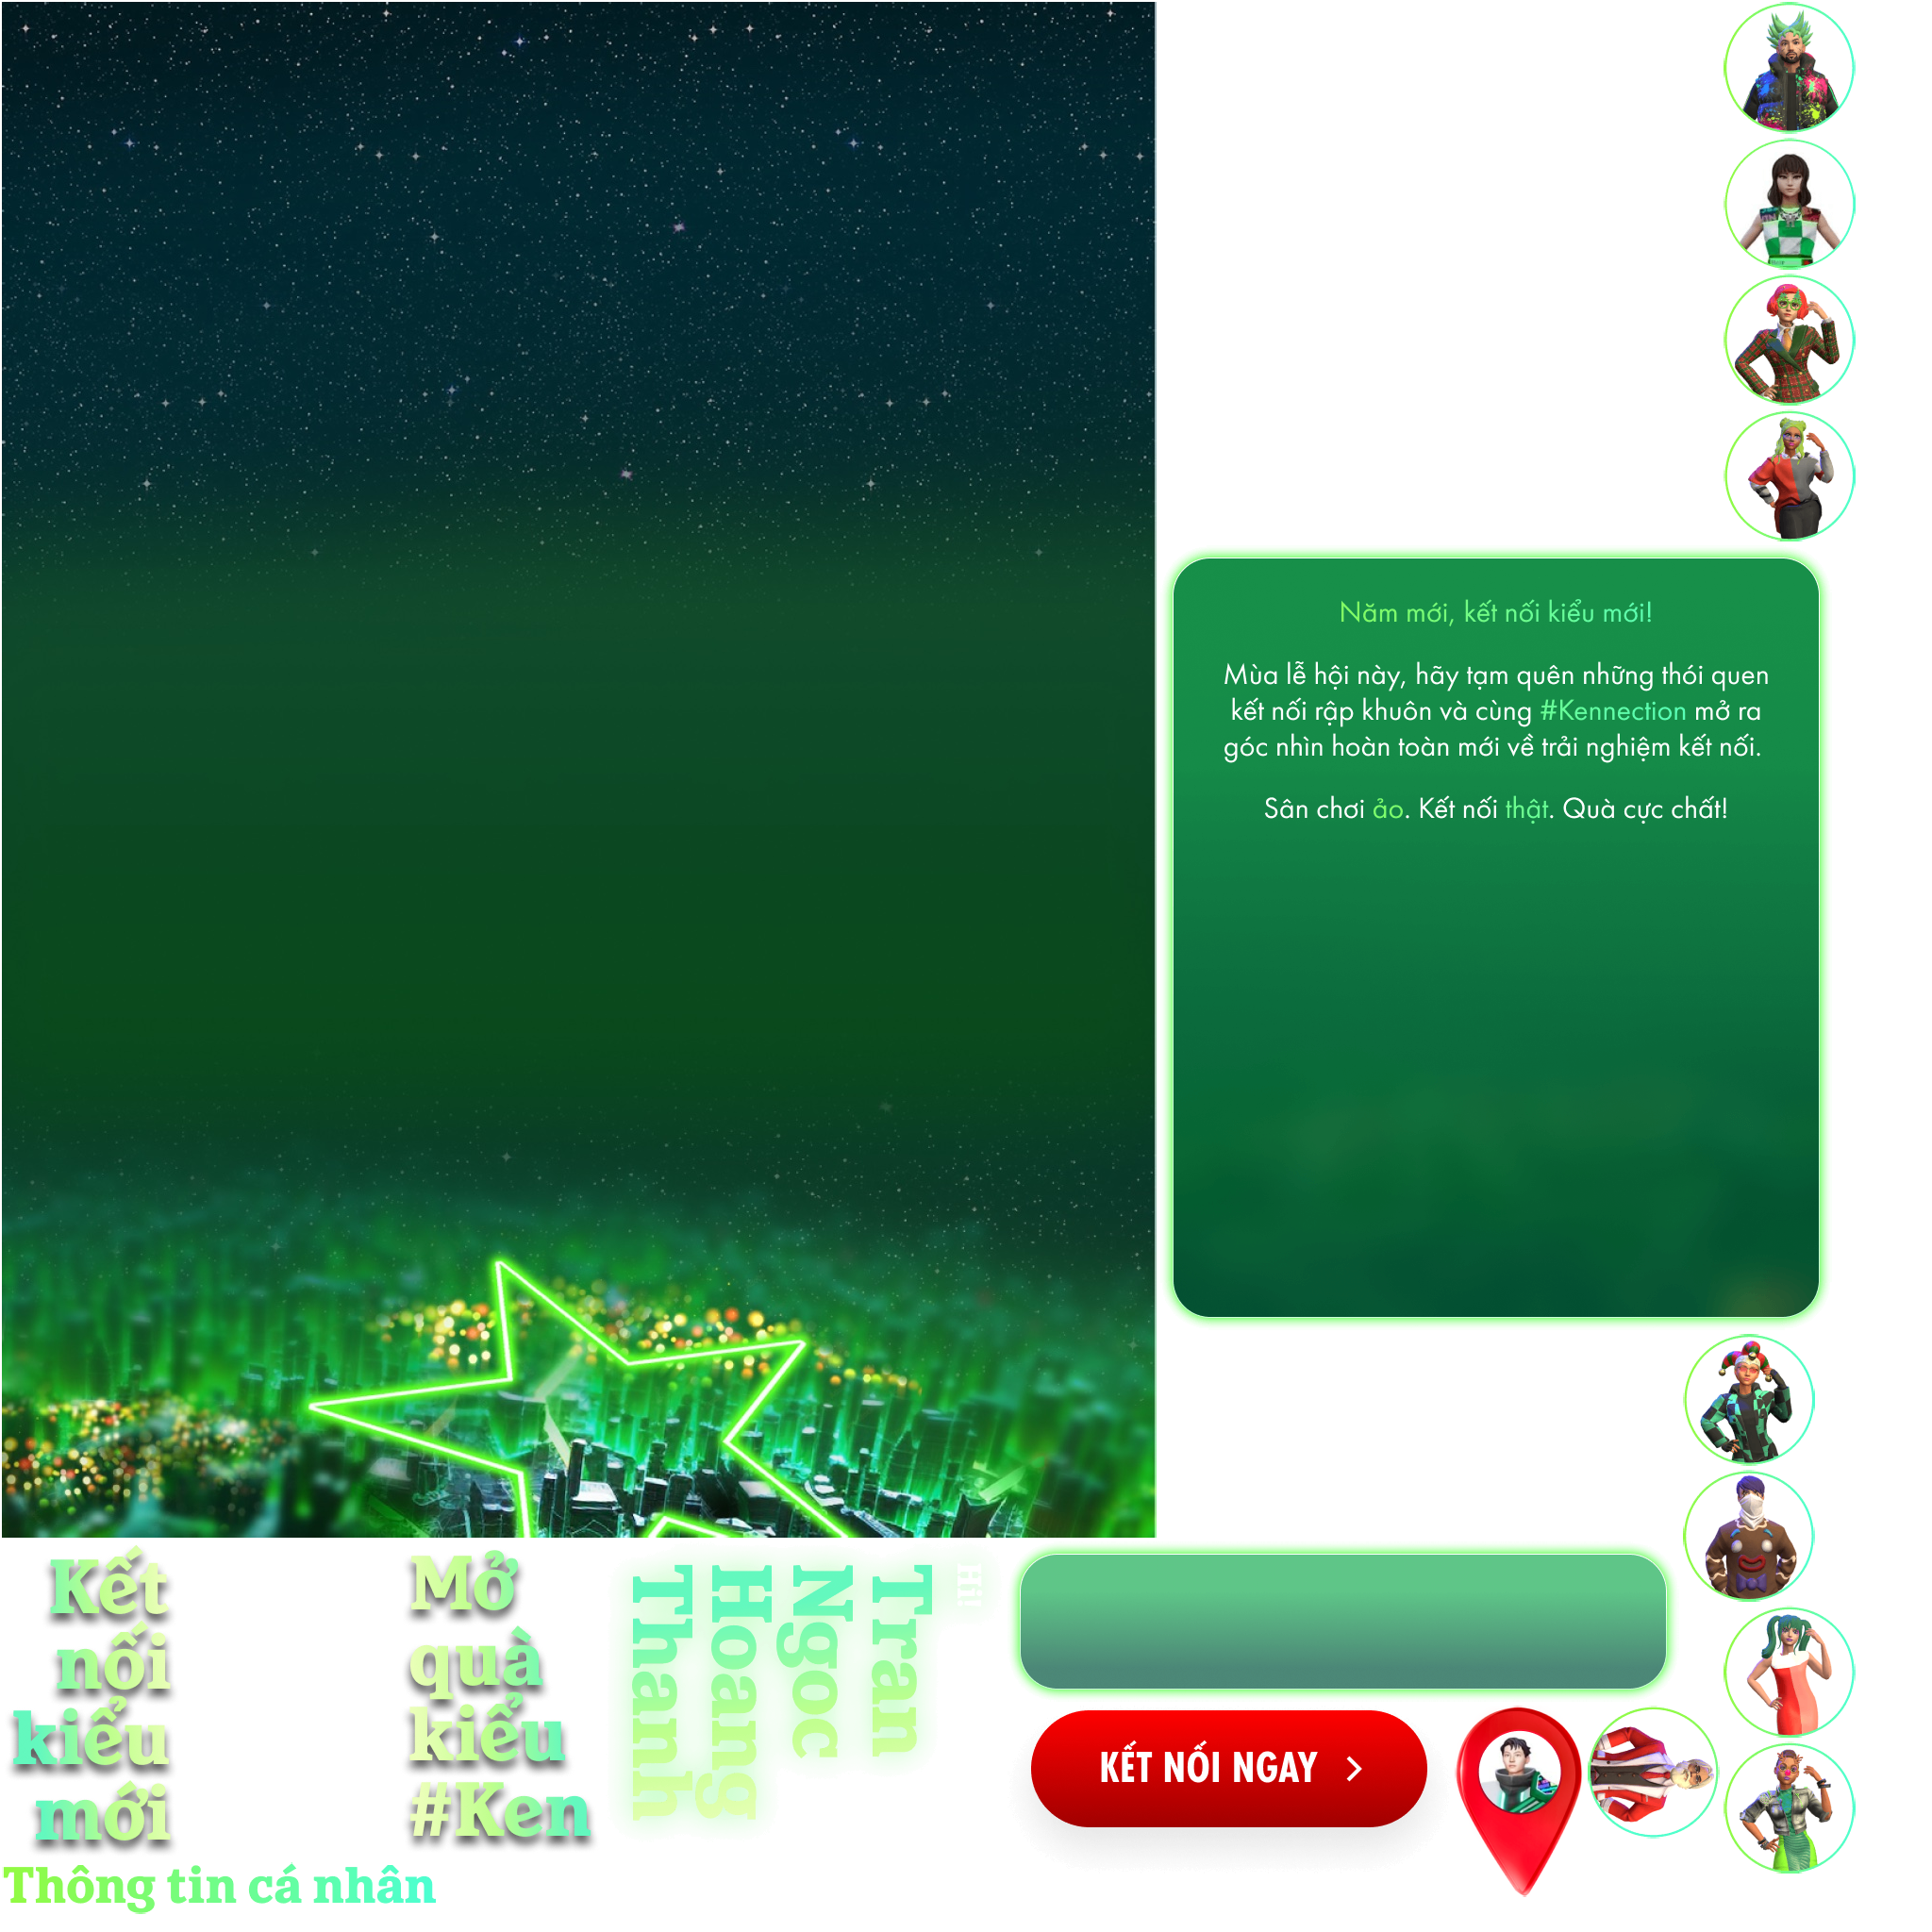 Năm mới, kết nối kiểu mới!
Mùa lễ hội này, hãy tạm quên những thói quen
kết nối rập khuôn và cùng #Kennection mở ra
góc nhìn hoàn toàn mới về trải nghiệm kết nối.
Sân chơi ảo. Kết nối thật. Quà cực chất!
Kết
nối
kiểu
mới
Mở
quà
kiểu
#Ken
Hi!
Tran
Ngoc
Hoang
Thanh
KẾT NỐI NGAY
Thông tin cá nhân